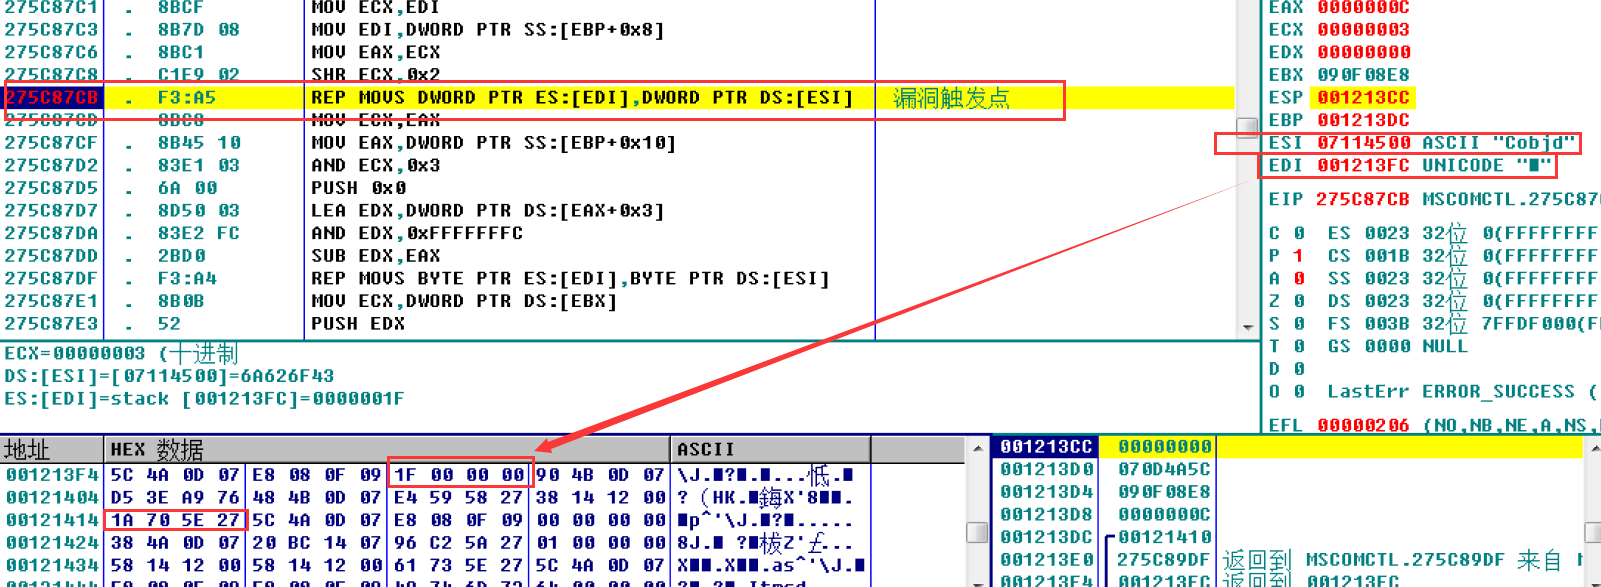 275C87C1 . 8BCF MOV ECX,EDI
275C87C3 . 8B7D 08 MOV EDI,DWORD PTR SS:[EBP+0x8]
275C87C6 . 8BC1 MOV EAX,ECX
275C87C8 . C1E9 02 SHR ECX,0x2
275C87CB . F3:A5 REP MOVS DWORD PTR ES:[EDI],DWORD PTR DS:[ESI] 漏洞触发点
275C87CD . 8BC8 MOV ECX,EAX
275C87CF . 8B45 10 MOV EAX,DWORD PTR SS:[EBP+0x10]
275C87D2 . 83E1 03 AND ECX,0x3
275C87D5 . 6A 00 PUSH 0x0
275C87D7 . 8D50 03 LEA EDX,DWORD PTR DS:[EAX+0x3]
275C87DA . 83E2 FC AND EDX,0xFFFFFFFC
275C87DD . 2BD0 SUB EDX,EAX
275C87DF . F3:A4 REP MOVS BYTE PTR ES:[EDI],BYTE PTR DS:[ESI]
275C87E1 . 8B0B MOV ECX,DWORD PTR DS:[EBX]
275C87E3 . 52 PUSH EDX
ECX=00000003 (十进制
DS:[ESI]=[07114500]=6A626F43
ES:[EDI]=stack [001213FC]=0000001F
EAX 0000000C
ECX 00000003
EDX 00000000
EBX 090F08E8
ESP 001213CC
EBP 001213DC
ESI 07114500 ASCII "Cobjd"
EDI 001213FC UNICODE "■"
EIP 275C87CB MSCOMCTL.275C87C
C 0 ES 0023 32位 0(FFFFFFFF
P 1 CS 001B 32位 0(FFFFFFFF
A 0 SS 0023 32位 0(FFFFFFFF
Z 0 DS 0023 32位 0(FFFFFFFF
S 0 FS 003B 32位 7FFDF000(FF
T 0 GS 0000 NULL
D 0
O 0 LastErr ERROR_SUCCESS (
EFL 00000206 (NO,NB,NE,A,NS,
地址 HEX 数据 ASCII
001213F4 5C 4A 0D 07 E8 08 0F 09 1F 00 00 00 90 4B 0D 07
00121404 D5 3E A9 76 48 4B 0D 07 E4 59 58 27 38 14 12 00
00121414 1A 70 5E 27 5C 4A 0D 07 E8 08 0F 09 00 00 00 00
00121424 38 4A 0D 07 20 BC 14 07 96 C2 5A 27 01 00 00 00
00121434 58 14 12 00 58 14 12 00 61 73 5E 27 5C 4A 0D 07
001213CC 00000000
001213D0 070D4A5C
001213D4 090F08E8
001213D8 0000000C
001213DC 00121410
001213E0 275C89DF 返回到 MSCOMCTL.275C89DF 来自
001213E4 001213FC 返回到 001213FC